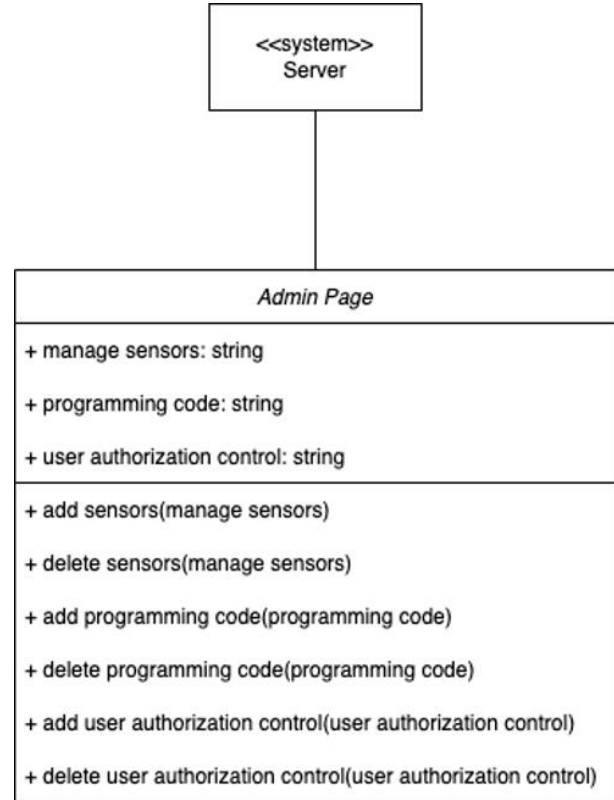 <<system>>
Server
Admin Page
+ manage sensors: string
+ programming code: string
+ user authorization control: string
+ add sensors(manage sensors)
+ delete sensors(manage sensors)
+ add programming code(programming code)
+ delete programming code(programming code)
+ add user authorization control(user authorization control)
+ delete user authorization control(user authorization control)